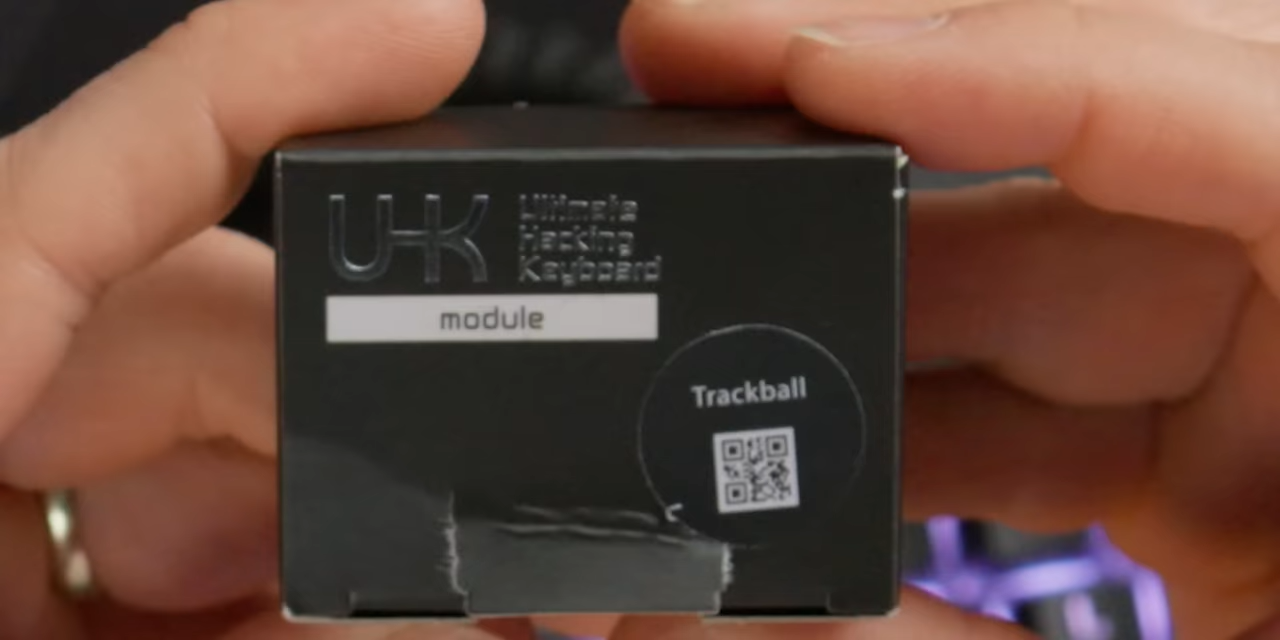 UHK
Ultimate
Hacking
Keyboard
module
Trackball